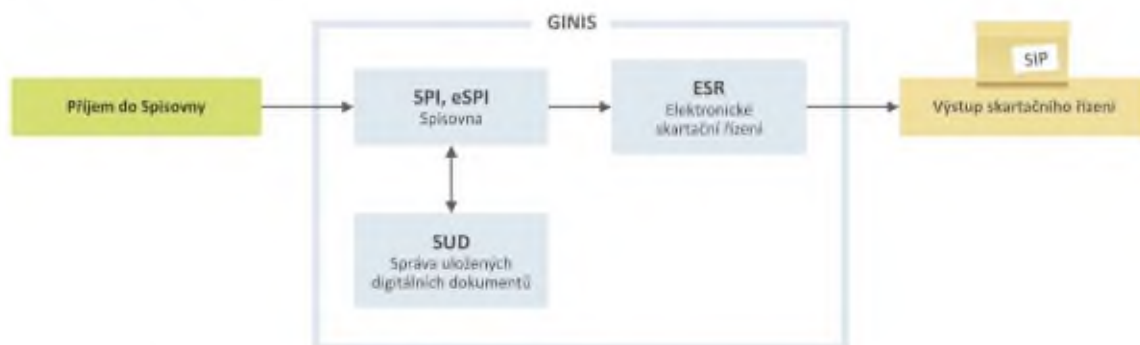 GINIS
SIP
Příjem do Spisovny
SPI, eSPI
Spisovna
ESR
Elektronické
skartační řízení
Výstup skartačního řízení
SUD
Správa uložených
digitálních dokumentů